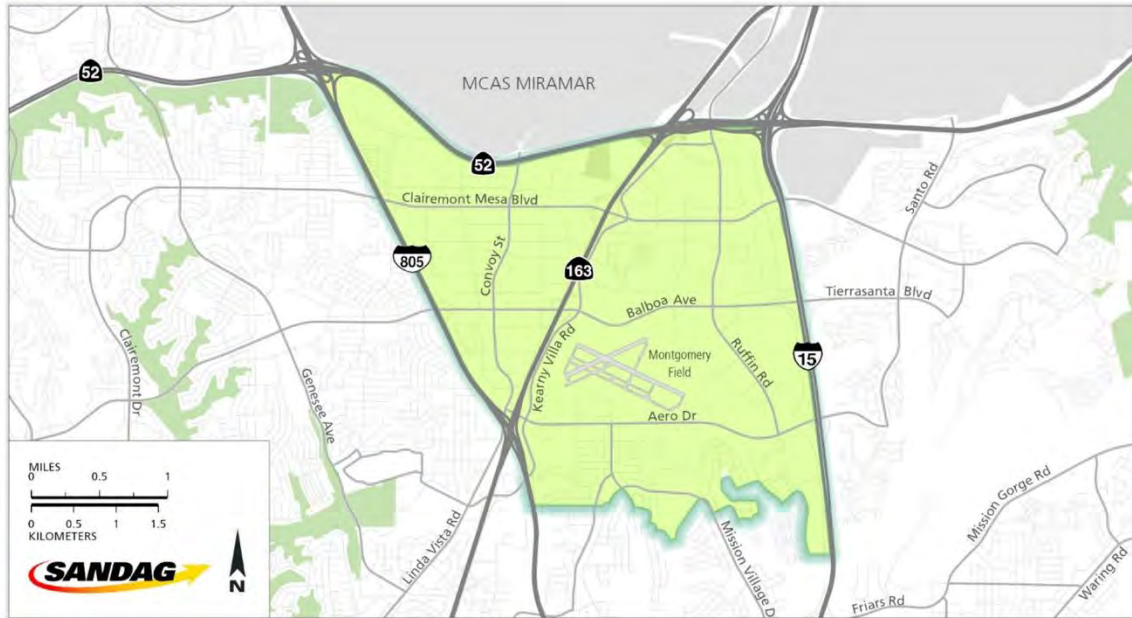 52
MCAS MIRAMAR
52
Santo Rd
Clairemont Mesa Blvd
805
Convoy St
163
Balboa Ave
Tierrasanta Blvd
Clairemont Dr
Genesee Ave
Kearny Villa Rd
Montgomery
Field
Ruffin Rd
15
Aero Dr
MILES
0 0.5 1
0 0.5 1 1.5
KILOMETERS
SANDAG
N
Linda Vista Rd
Mission Village D
Mission Gorge Rd
Waring Rd
Friars Rd